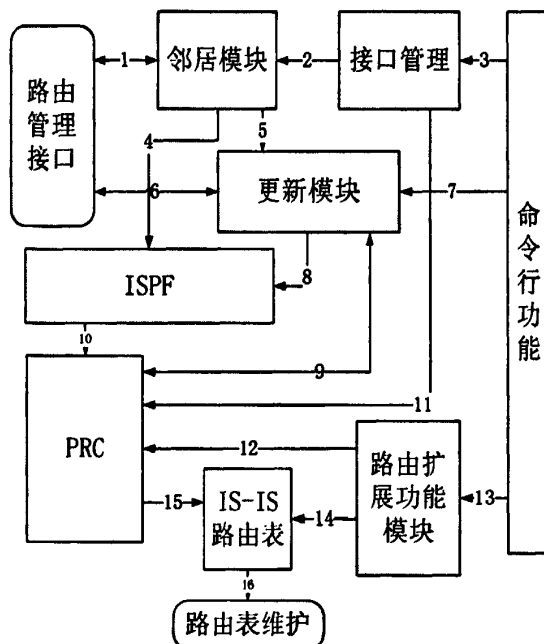 1
邻居模块
2
接口管理
3
路由
管理
接口
4
5
6
更新模块
7
命
令
行
功
能
ISPF
8
10
9
11
PRC
12
路由扩
展功能
模块
13
15
IS-IS
路由表
14
16
路由表维护